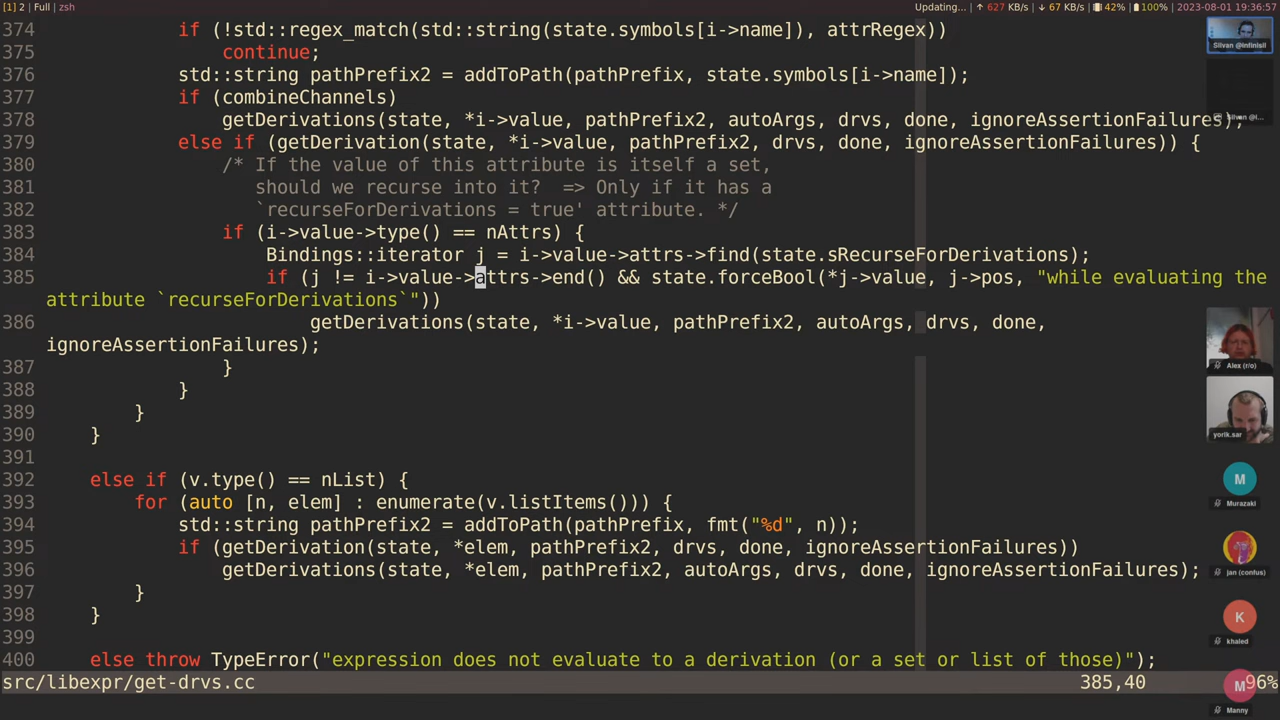 [1] 2 | Full | zsh
Updating… ↑ 627 KB/s ↓ 67 KB/s 42% 100% 2023-08-01 19:36:57
374 if (!std::regex_match(std::string(state.symbols[i->name]), attrRegex))
375 continue;
376 std::string pathPrefix2 = addToPath(pathPrefix, state.symbols[i->name]);
377 if (combineChannels)
378 getDerivations(state, *i->value, pathPrefix2, autoArgs, drvs, done, ignoreAssertionFailures);
379 else if (getDerivation(state, *i->value, pathPrefix2, drvs, done, ignoreAssertionFailures)) {
380 /* If the value of this attribute is itself a set,
381 should we recurse into it?  => Only if it has a
382 `recurseForDerivations = true' attribute. */
383 if (i->value->type() == nAttrs) {
384 Bindings::iterator j = i->value->attrs->find(state.sRecurseForDerivations);
385 if (j != i->value->attrs->end() && state.forceBool(*j->value, j->pos, "while evaluating the
attribute `recurseForDerivations`"))
386 getDerivations(state, *i->value, pathPrefix2, autoArgs, drvs, done,
ignoreAssertionFailures);
387 }
388 }
389 }
390 }
391
392 else if (v.type() == nList) {
393 for (auto [n, elem] : enumerate(v.listItems())) {
394 std::string pathPrefix2 = addToPath(pathPrefix, fmt("%d", n));
395 if (getDerivation(state, *elem, pathPrefix2, drvs, done, ignoreAssertionFailures))
396 getDerivations(state, *elem, pathPrefix2, autoArgs, drvs, done, ignoreAssertionFailures);
397 }
398 }
399
400 else throw TypeError("expression does not evaluate to a derivation (or a set or list of those)");
src/libexpr/get-drvs.cc 385,40 96%
Silvan @infinisil
Silvan @i…
Alex (r/o)
yorik.sar
M
Murazaki
jan (confus)
K
khaled
M
Manny